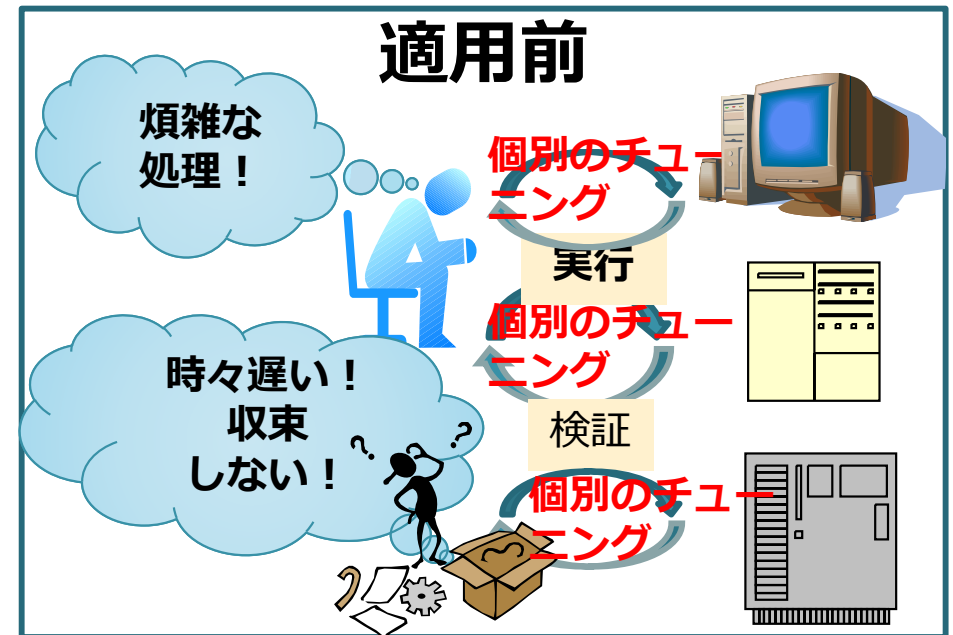 適用前
煩雑な
処理！
個別のチュー
ニング
実行
個別のチュー
ニング
時々遅い！
収束
しない！
検証
個別のチュー
ニング